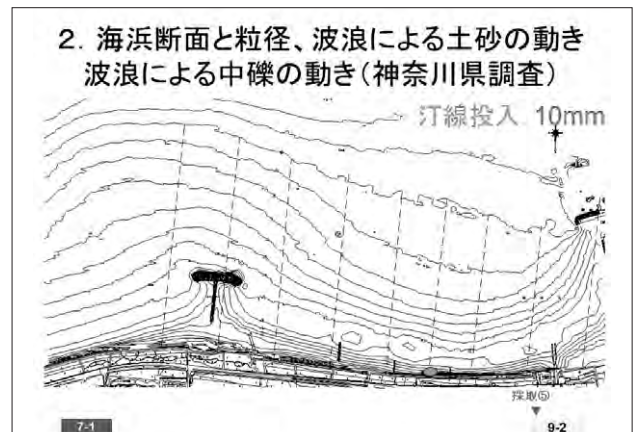 2. 海浜断面と粒径、波浪による土砂の動き
波浪による中礫の動き(神奈川県調査)
汀線投入 10mm
採取⑤
7-1
9-2